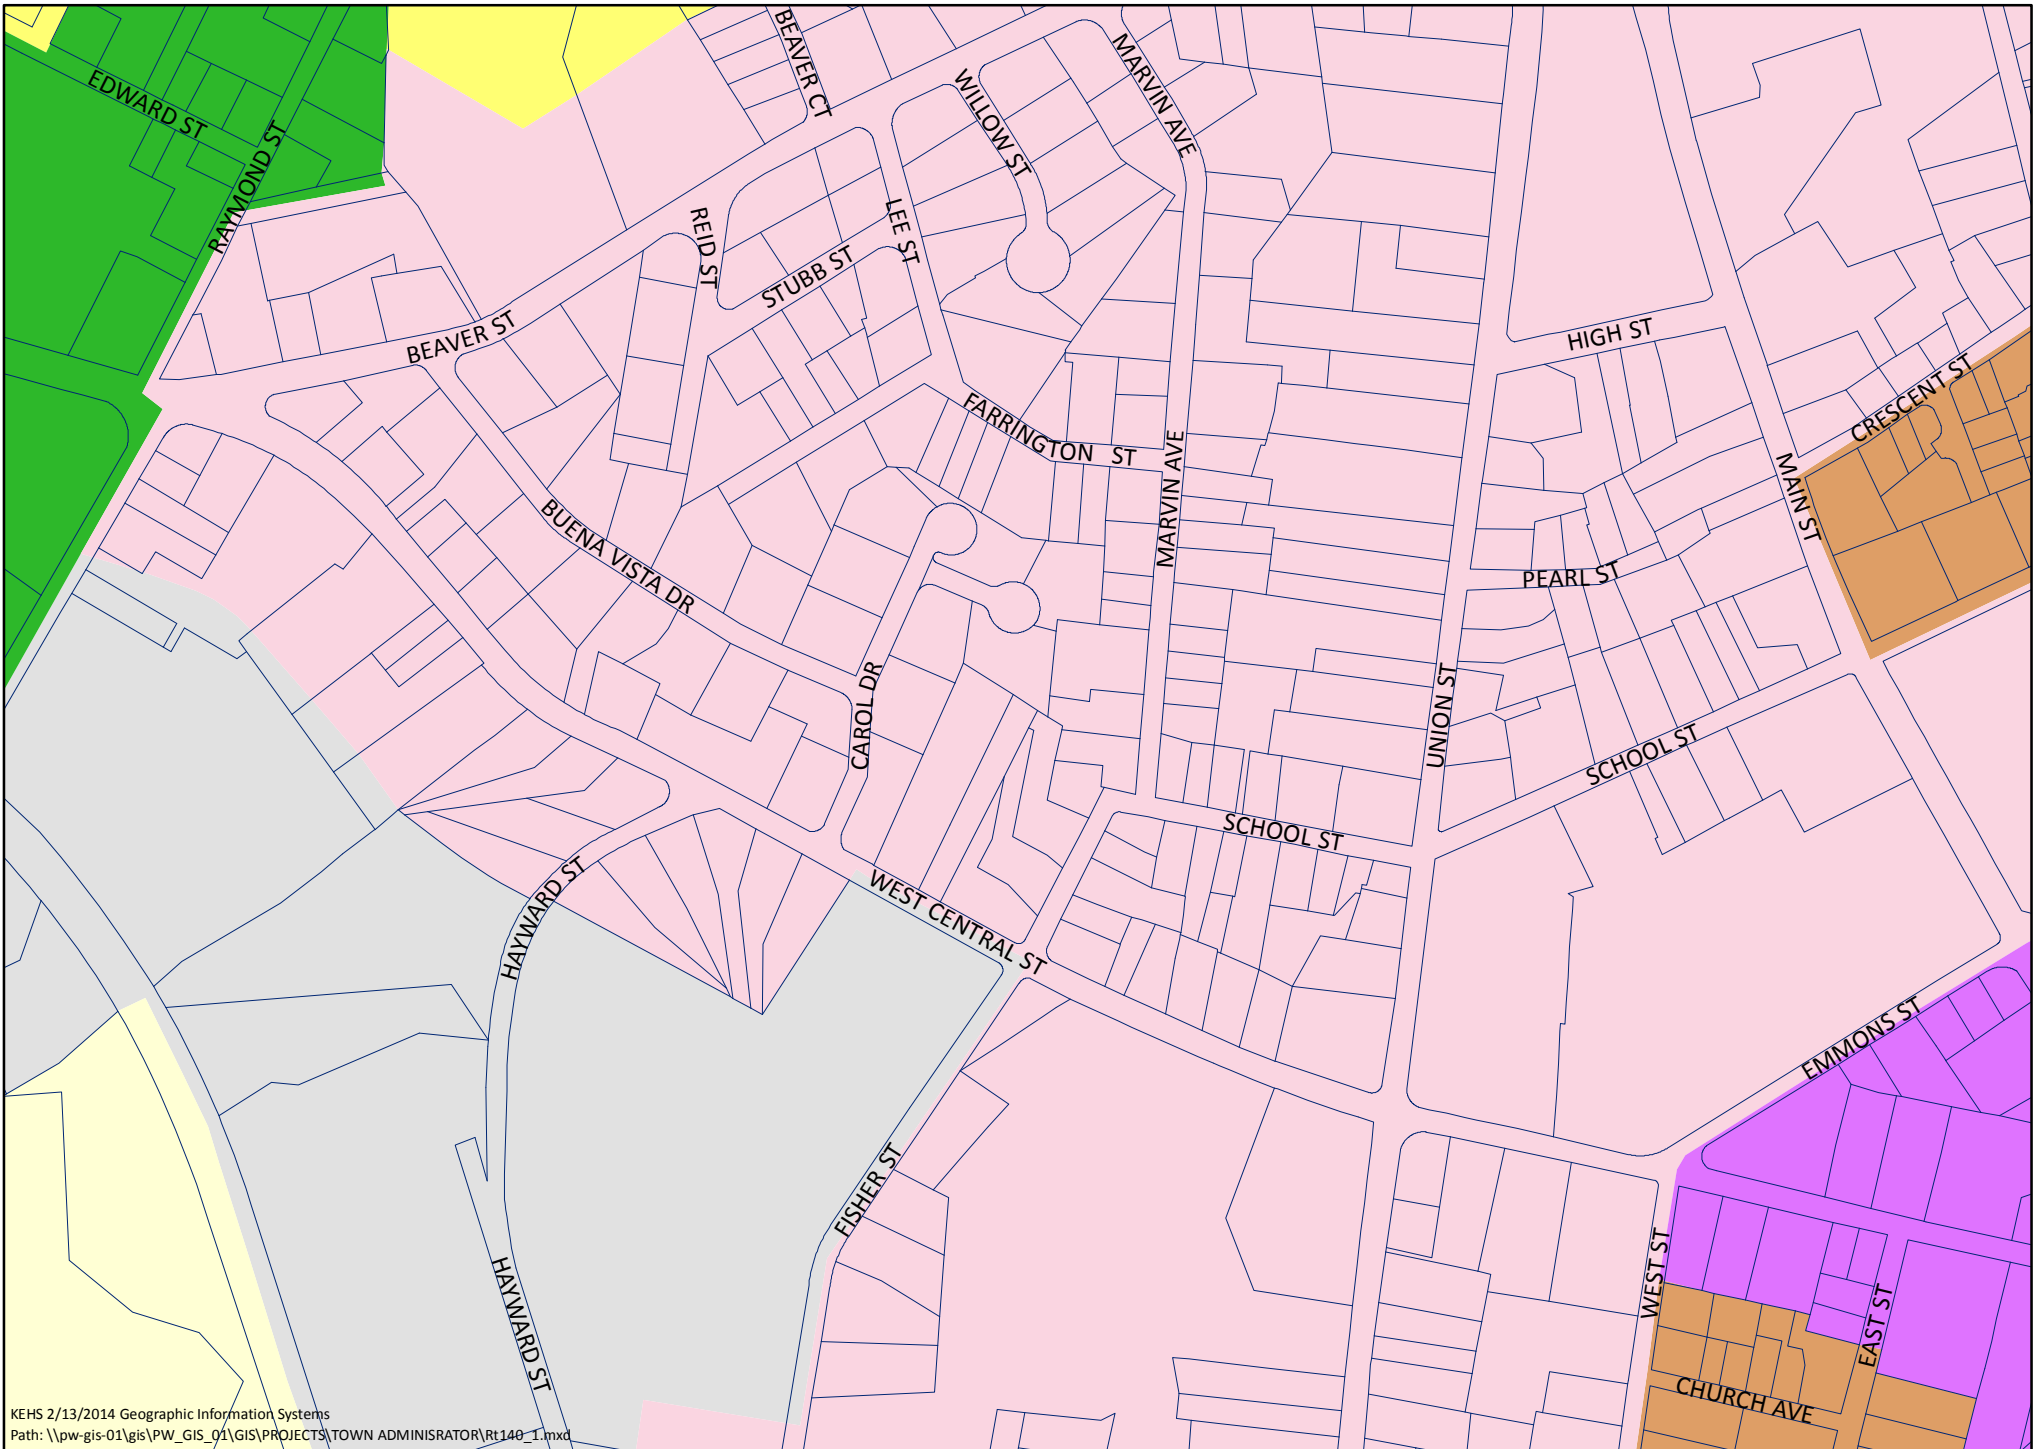 BEAVER CT
MARVIN AVE
EDWARD ST
WILLOW ST
RAYMOND ST
REID ST
LEE ST
STUBB ST
BEAVER ST
HIGH ST
CRESCENT ST
FARRINGTON ST
MARVIN AVE
MAIN ST
BUENA VISTA DR
PEARL ST
CAROL DR
UNION ST
SCHOOL ST
SCHOOL ST
HAYWARD ST
WEST CENTRAL ST
EMMONS ST
FISHER ST
WEST ST
HAYWARD ST
EAST ST
CHURCH AVE
KEHS 2/13/2014 Geographic Information Systems
Path: \\pw-gis-01\gis\PW_GIS_01\GIS\PROJECTS\TOWN ADMINISRATOR\Rt140_1.mxd